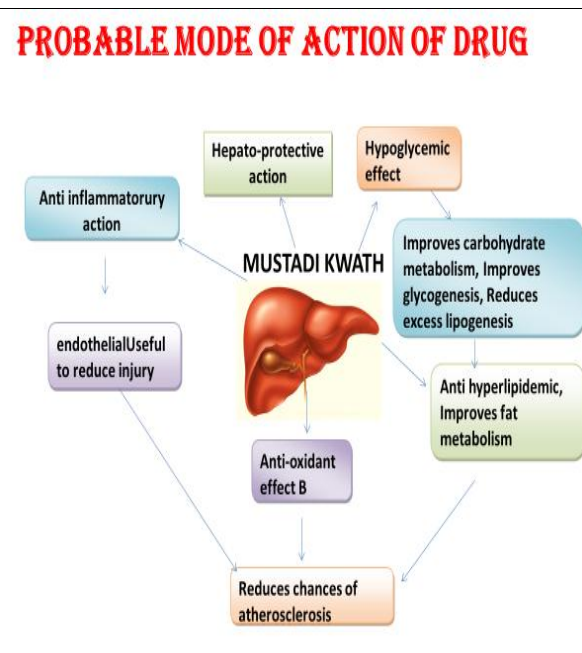 PROBABLE MODE OF ACTION OF DRUG
Hepato-protective
action
Hypoglycemic
effect
Anti inflammatorury
action
MUSTADI KWATH
Improves carbohydrate
metabolism, Improves
glycogenesis, Reduces
excess lipogenesis
endothelialUseful
to reduce injury
Anti hyperlipidemic,
Improves fat
metabolism
Anti-oxidant
effect B
Reduces chances of
atherosclerosis